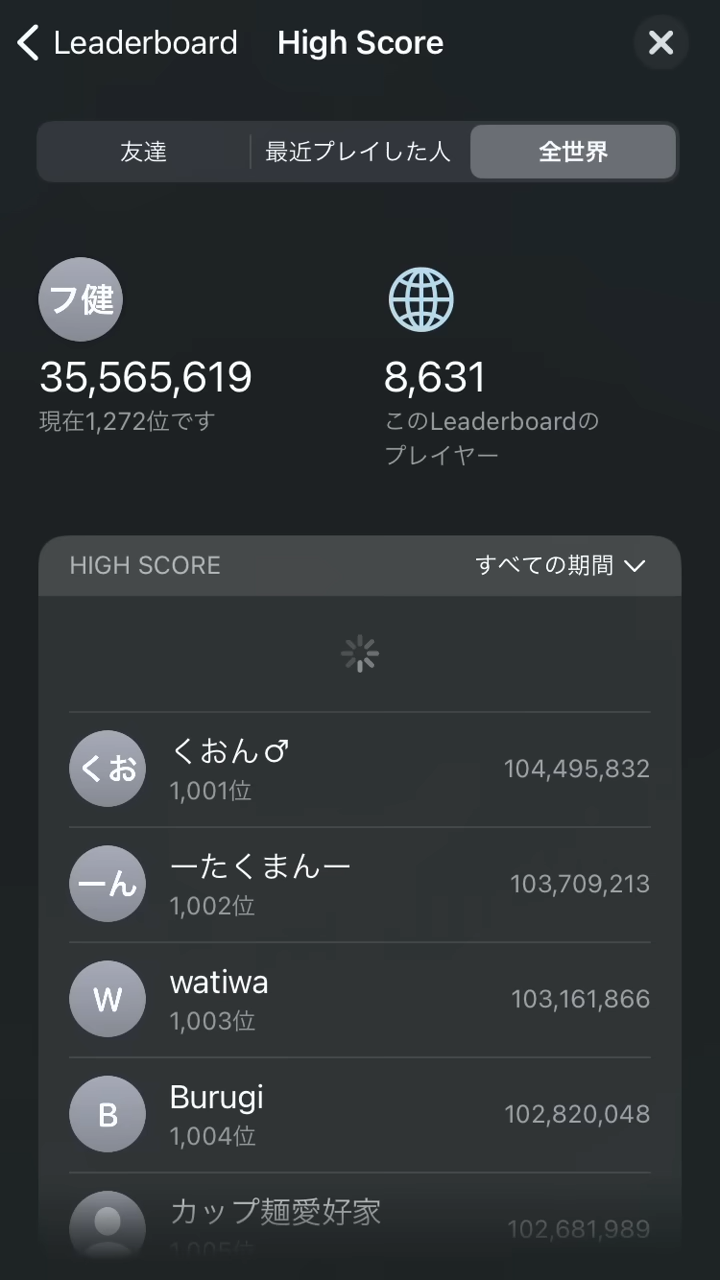 Leaderboard High Score
友達 最近プレイした人 全世界
フ健
35,565,619
現在1,272位です
8,631
このLeaderboardの
プレイヤー
HIGH SCORE すべての期間
くお くおん♂ 104,495,832
1,001位
ーん ーたくまんー 103,709,213
1,002位
W watiwa 103,161,866
1,003位
B Burugi 102,820,048
1,004位
カップ麺愛好家 102,681,989
1,005位